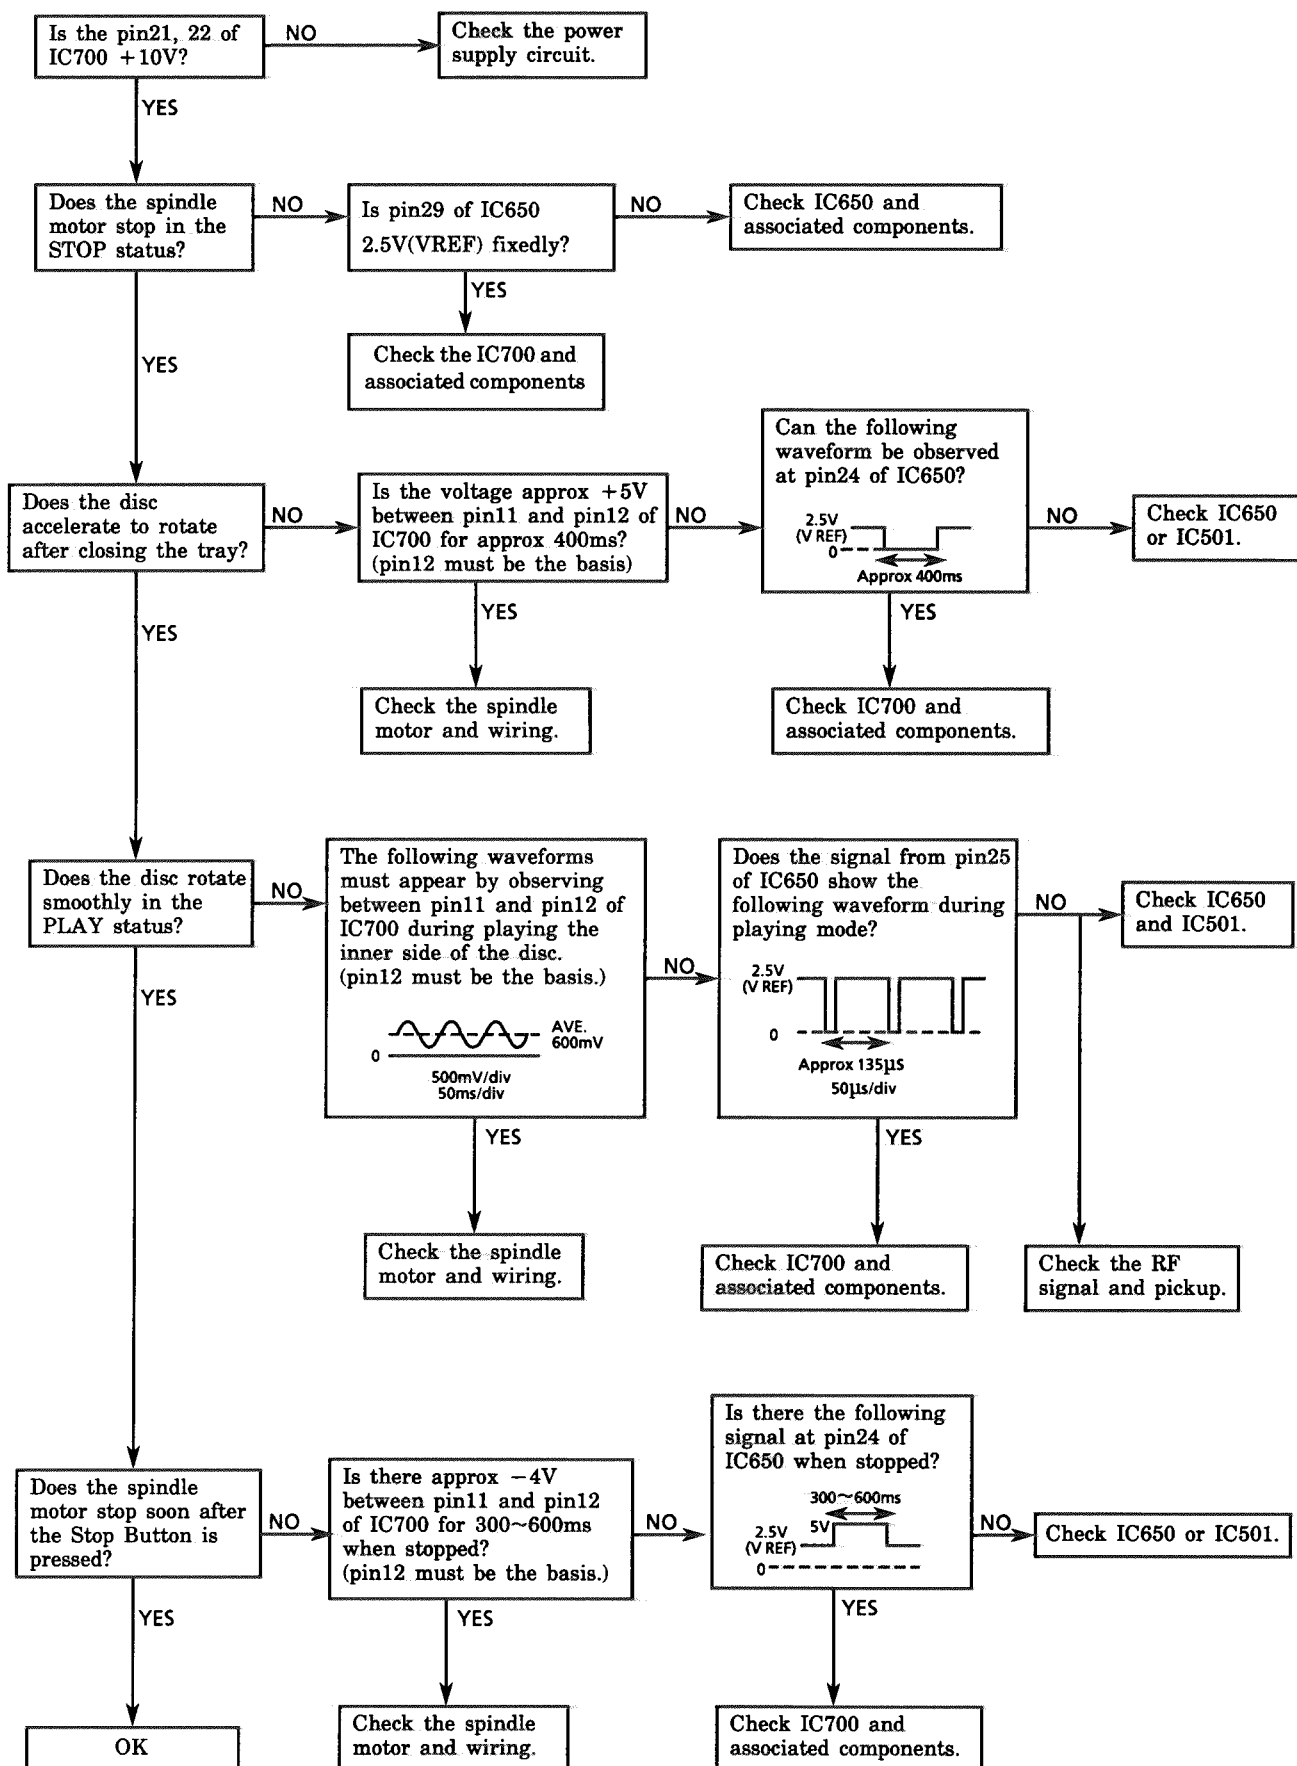 Is the pin21, 22 of
IC700 +10V?
NO
Check the power
supply circuit.
YES
Does the spindle
motor stop in the
STOP status?
NO
Is pin29 of IC650
2.5V(VREF) fixedly?
NO
Check IC650 and
associated components.
YES
Check the IC700 and
associated components
YES
Does the disc
accelerate to rotate
after closing the tray?
NO
Is the voltage approx +5V
between pin11 and pin12 of
IC700 for approx 400ms?
(pin12 must be the basis)
NO
Can the following
waveform be observed
at pin24 of IC650?
2.5V
(V REF)
0
Approx 400ms
NO
Check IC650
or IC501.
YES
Check the spindle
motor and wiring.
YES
Check IC700 and
associated components.
YES
Does the disc rotate
smoothly in the
PLAY status?
NO
The following waveforms
must appear by observing
between pin11 and pin12 of
IC700 during playing the
inner side of the disc.
(pin12 must be the basis.)
AVE.
600mV
0
500mV/div
50ms/div
NO
Does the signal from pin25
of IC650 show the
following waveform during
playing mode?
2.5V
(V REF)
0
Approx 135µS
50µs/div
NO
Check IC650
and IC501.
YES
Check the spindle
motor and wiring.
YES
Check IC700 and
associated components.
Check the RF
signal and pickup.
YES
Does the spindle
motor stop soon after
the Stop Button is
pressed?
NO
Is there approx −4V
between pin11 and pin12
of IC700 for 300~600ms
when stopped?
(pin12 must be the basis.)
NO
Is there the following
signal at pin24 of
IC650 when stopped?
300~600ms
5V
2.5V
(V REF)
0
NO
Check IC650 or IC501.
YES
OK
YES
Check the spindle
motor and wiring.
YES
Check IC700 and
associated components.